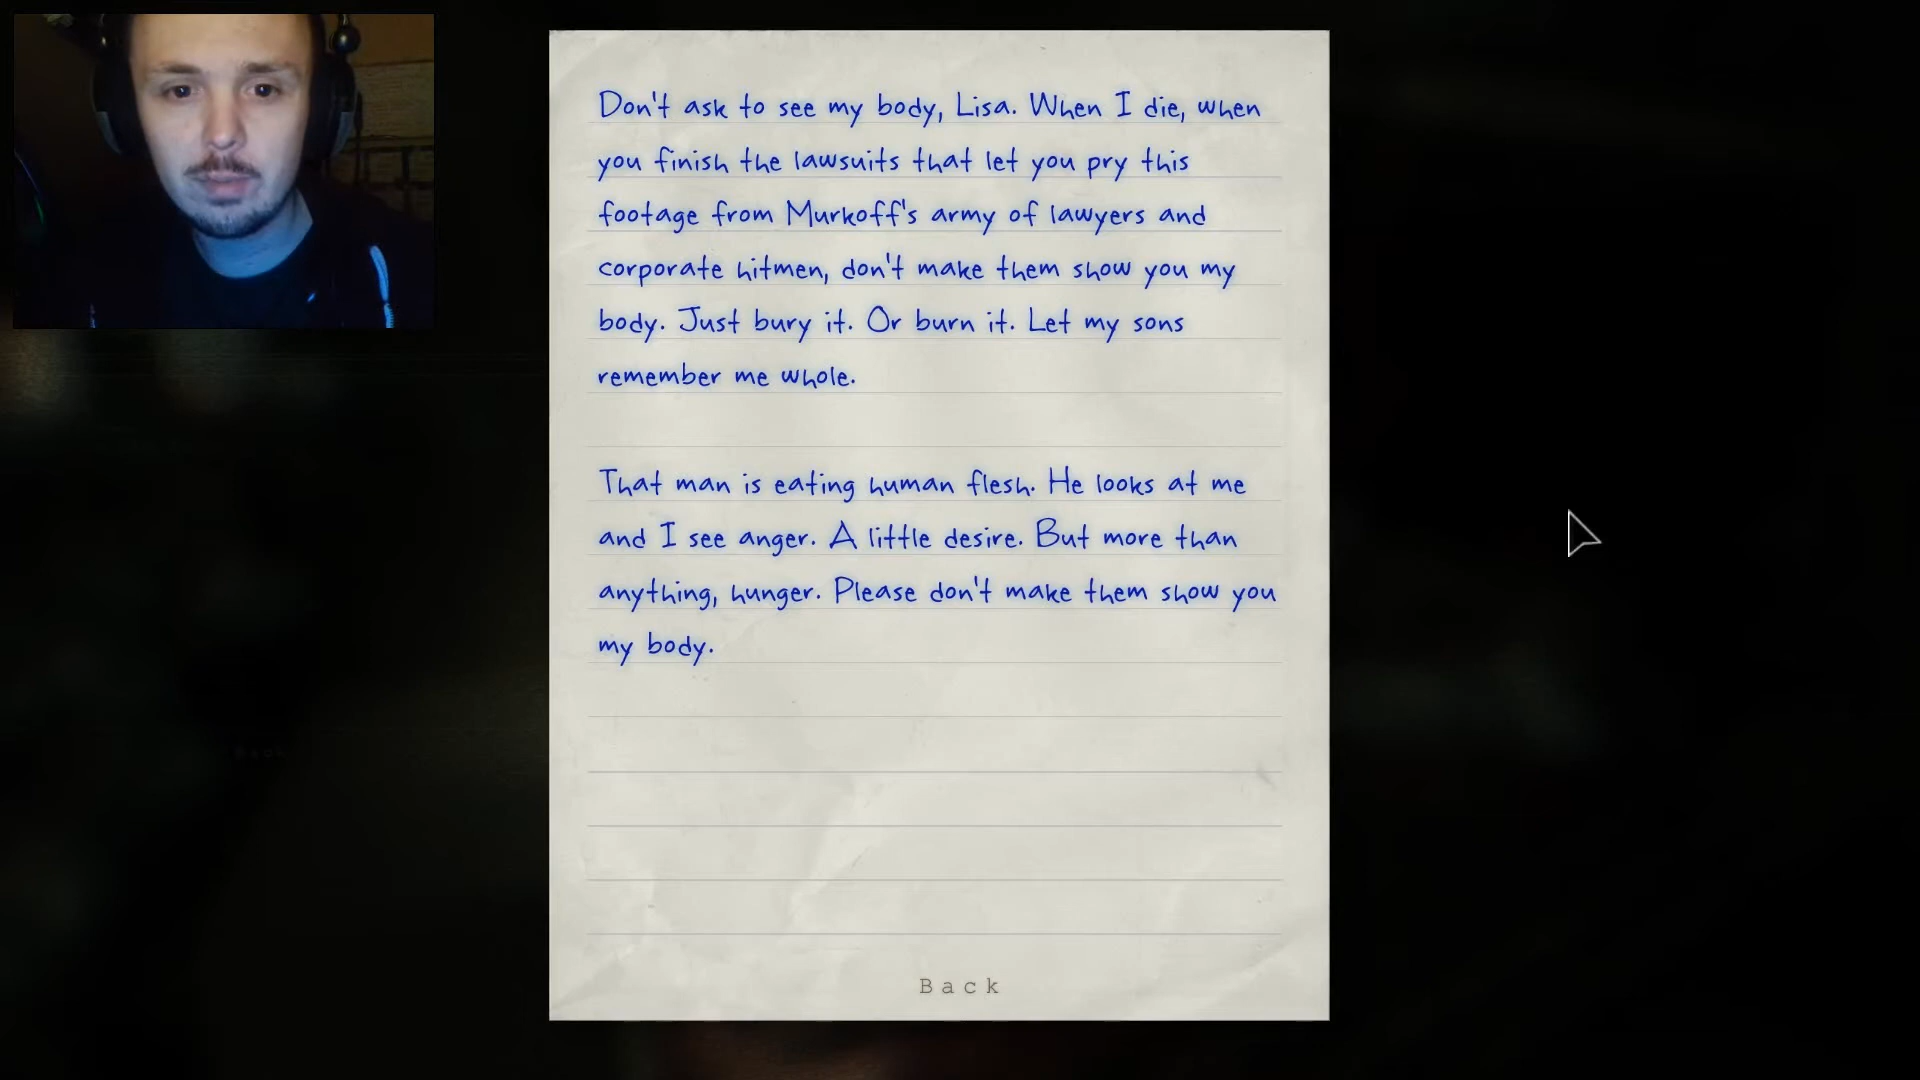 Don't ask to see my body, Lisa. When I die, when
you finish the lawsuits that let you pry this
footage from Murkoff's army of lawyers and
corporate hitmen, don't make them show you my
body. Just bury it. Or burn it. Let my sons
remember me whole.
That man is eating human flesh. He looks at me
and I see anger. A little desire. But more than
anything, hunger. Please don't make them show you
my body.
Back